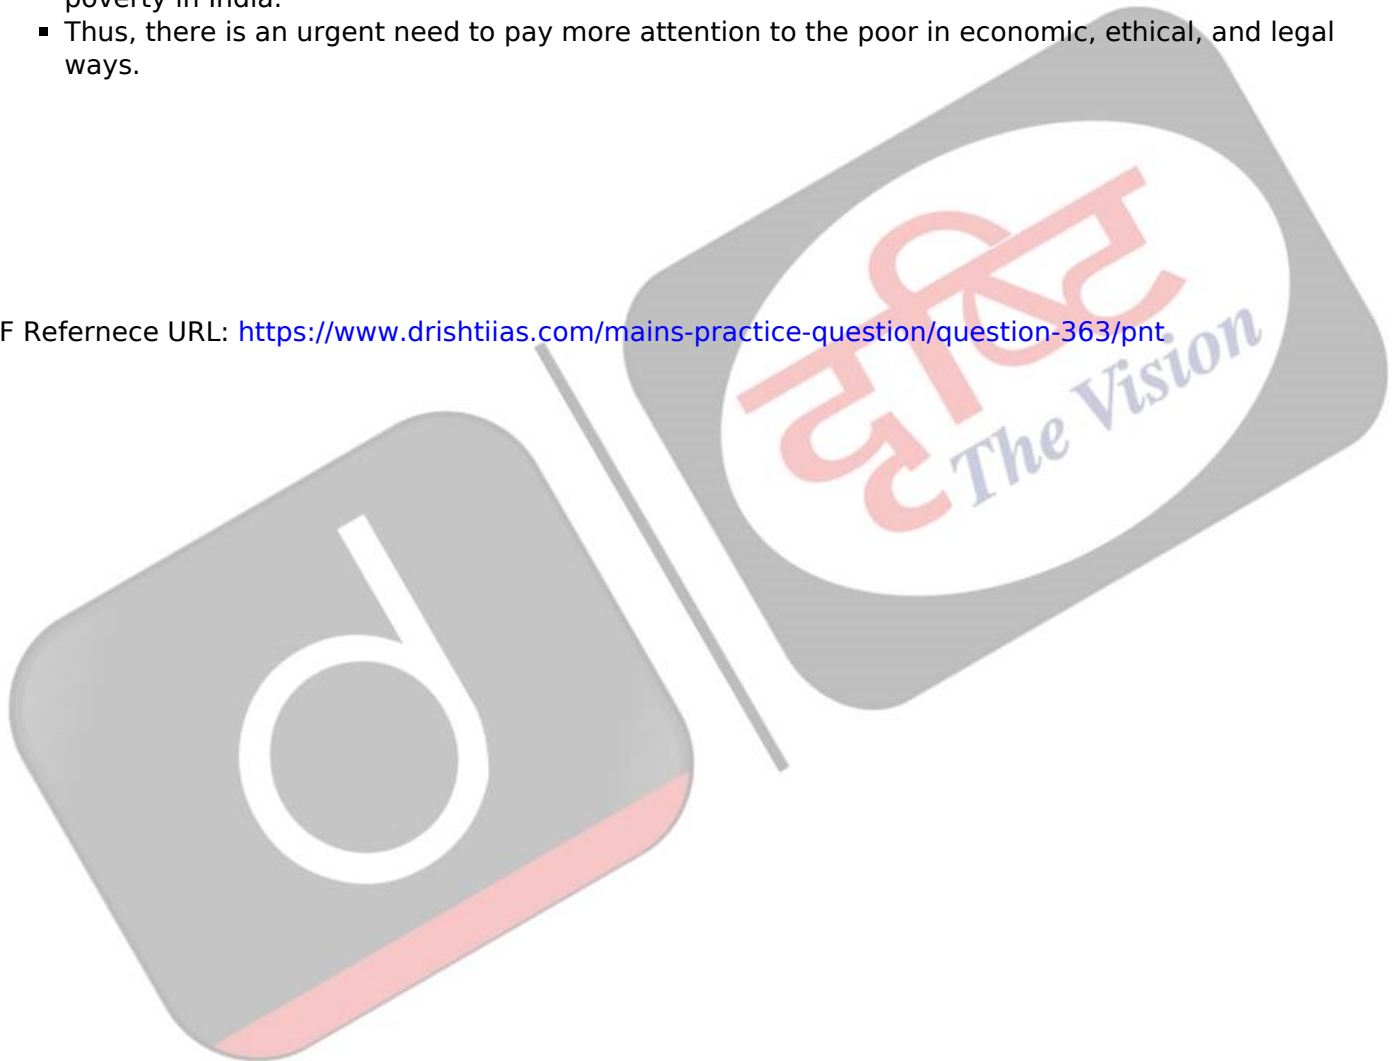 poverty in India.
▪ Thus, there is an urgent need to pay more attention to the poor in economic, ethical, and legal
ways.
F Refernece URL: https://www.drishtiias.com/mains-practice-question/question-363/pnt
दृष्टि
The Vision
d